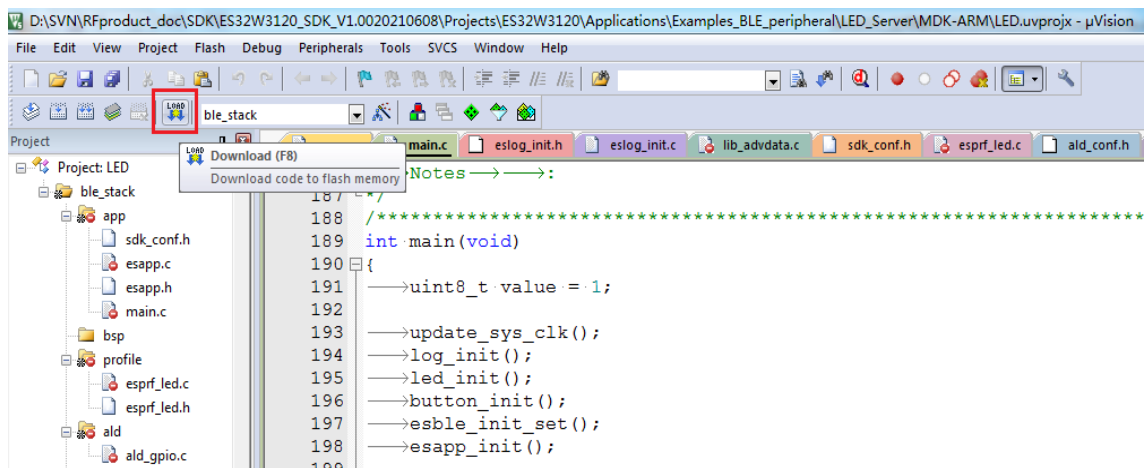 D:\SVN\RFproduct_doc\SDK\ES32W3120_SDK_V1.0020210608\Projects\ES32W3120\Applications\Examples_BLE_peripheral\LED_Server\MDK-ARM\LED.uvprojx - µVision
File Edit View Project Flash Debug Peripherals Tools SVCS Window Help
LOAD ble_stack
Project main.c eslog_init.h eslog_init.c lib_advdata.c sdk_conf.h esprf_led.c ald_conf.h
LOAD Download (F8)
Download code to flash memory
Project: LED
ble_stack
app
sdk_conf.h
esapp.c
esapp.h
main.c
bsp
profile
esprf_led.c
esprf_led.h
ald
ald_gpio.c
Notes⟶⟶:
187 */
188 /*********************************************************************
189 int main(void)
190 {
191 ⟶uint8_t value = 1;
192
193 ⟶update_sys_clk();
194 ⟶log_init();
195 ⟶led_init();
196 ⟶button_init();
197 ⟶esble_init_set();
198 ⟶esapp_init();
199